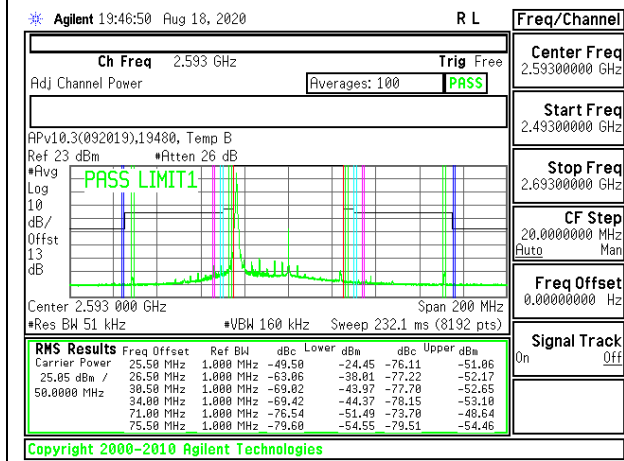 Agilent 19:46:50 Aug 18, 2020 R L
Ch Freq 2.593 GHz Trig Free
Adj Channel Power Averages: 100 PASS
APv10.3(092019),19480, Temp B
Ref 23 dBm #Atten 26 dB
#Avg
Log
10
dB/
Offst
13
dB
PASS LIMIT1
Center 2.593 000 GHz Span 200 MHz
#Res BW 51 kHz #VBW 160 kHz Sweep 232.1 ms (8192 pts)
RMS Results Freq Offset Ref BW dBc Lower dBm dBc Upper dBm
Carrier Power 25.50 MHz 1.000 MHz -49.50 -24.45 -76.11 -51.06
25.05 dBm / 26.50 MHz 1.000 MHz -63.06 -38.01 -77.22 -52.17
50.0000 MHz 30.50 MHz 1.000 MHz -69.02 -43.97 -77.70 -52.65
34.00 MHz 1.000 MHz -69.42 -44.37 -78.15 -53.10
71.00 MHz 1.000 MHz -76.54 -51.49 -73.70 -48.64
75.50 MHz 1.000 MHz -79.60 -54.55 -79.51 -54.46
Copyright 2000-2010 Agilent Technologies
Freq/Channel
Center Freq
2.59300000 GHz
Start Freq
2.49300000 GHz
Stop Freq
2.69300000 GHz
CF Step
20.0000000 MHz
Auto Man
Freq Offset
0.00000000 Hz
Signal Track
On Off